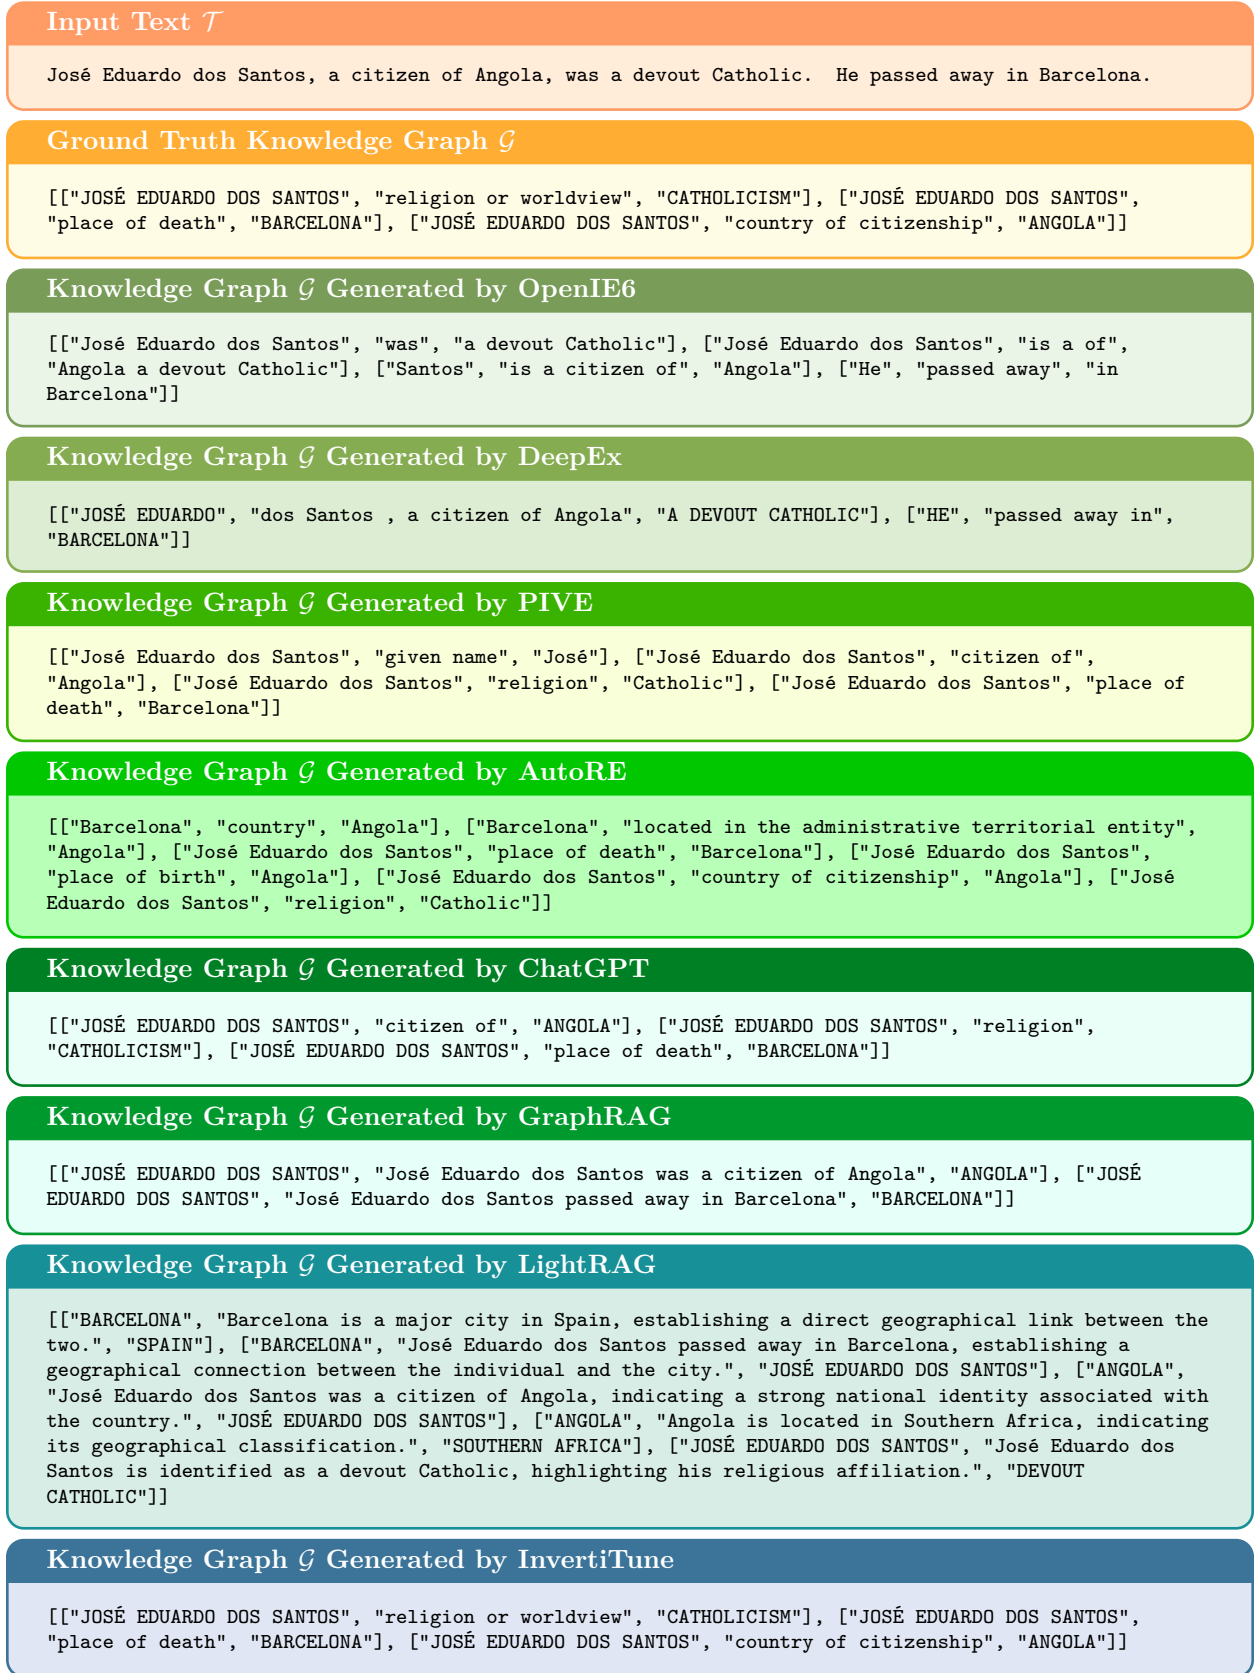 Input Text 𝒯
José Eduardo dos Santos, a citizen of Angola, was a devout Catholic.  He passed away in Barcelona.
Ground Truth Knowledge Graph 𝒢
[["JOSÉ EDUARDO DOS SANTOS", "religion or worldview", "CATHOLICISM"], ["JOSÉ EDUARDO DOS SANTOS",
"place of death", "BARCELONA"], ["JOSÉ EDUARDO DOS SANTOS", "country of citizenship", "ANGOLA"]]
Knowledge Graph 𝒢 Generated by OpenIE6
[["José Eduardo dos Santos", "was", "a devout Catholic"], ["José Eduardo dos Santos", "is a of",
"Angola a devout Catholic"], ["Santos", "is a citizen of", "Angola"], ["He", "passed away", "in
Barcelona"]]
Knowledge Graph 𝒢 Generated by DeepEx
[["JOSÉ EDUARDO", "dos Santos , a citizen of Angola", "A DEVOUT CATHOLIC"], ["HE", "passed away in",
"BARCELONA"]]
Knowledge Graph 𝒢 Generated by PIVE
[["José Eduardo dos Santos", "given name", "José"], ["José Eduardo dos Santos", "citizen of",
"Angola"], ["José Eduardo dos Santos", "religion", "Catholic"], ["José Eduardo dos Santos", "place of
death", "Barcelona"]]
Knowledge Graph 𝒢 Generated by AutoRE
[["Barcelona", "country", "Angola"], ["Barcelona", "located in the administrative territorial entity",
"Angola"], ["José Eduardo dos Santos", "place of death", "Barcelona"], ["José Eduardo dos Santos",
"place of birth", "Angola"], ["José Eduardo dos Santos", "country of citizenship", "Angola"], ["José
Eduardo dos Santos", "religion", "Catholic"]]
Knowledge Graph 𝒢 Generated by ChatGPT
[["JOSÉ EDUARDO DOS SANTOS", "citizen of", "ANGOLA"], ["JOSÉ EDUARDO DOS SANTOS", "religion",
"CATHOLICISM"], ["JOSÉ EDUARDO DOS SANTOS", "place of death", "BARCELONA"]]
Knowledge Graph 𝒢 Generated by GraphRAG
[["JOSÉ EDUARDO DOS SANTOS", "José Eduardo dos Santos was a citizen of Angola", "ANGOLA"], ["JOSÉ
EDUARDO DOS SANTOS", "José Eduardo dos Santos passed away in Barcelona", "BARCELONA"]]
Knowledge Graph 𝒢 Generated by LightRAG
[["BARCELONA", "Barcelona is a major city in Spain, establishing a direct geographical link between the
two.", "SPAIN"], ["BARCELONA", "José Eduardo dos Santos passed away in Barcelona, establishing a
geographical connection between the individual and the city.", "JOSÉ EDUARDO DOS SANTOS"], ["ANGOLA",
"José Eduardo dos Santos was a citizen of Angola, indicating a strong national identity associated with
the country.", "JOSÉ EDUARDO DOS SANTOS"], ["ANGOLA", "Angola is located in Southern Africa, indicating
its geographical classification.", "SOUTHERN AFRICA"], ["JOSÉ EDUARDO DOS SANTOS", "José Eduardo dos
Santos is identified as a devout Catholic, highlighting his religious affiliation.", "DEVOUT
CATHOLIC"]]
Knowledge Graph 𝒢 Generated by InvertiTune
[["JOSÉ EDUARDO DOS SANTOS", "religion or worldview", "CATHOLICISM"], ["JOSÉ EDUARDO DOS SANTOS",
"place of death", "BARCELONA"], ["JOSÉ EDUARDO DOS SANTOS", "country of citizenship", "ANGOLA"]]